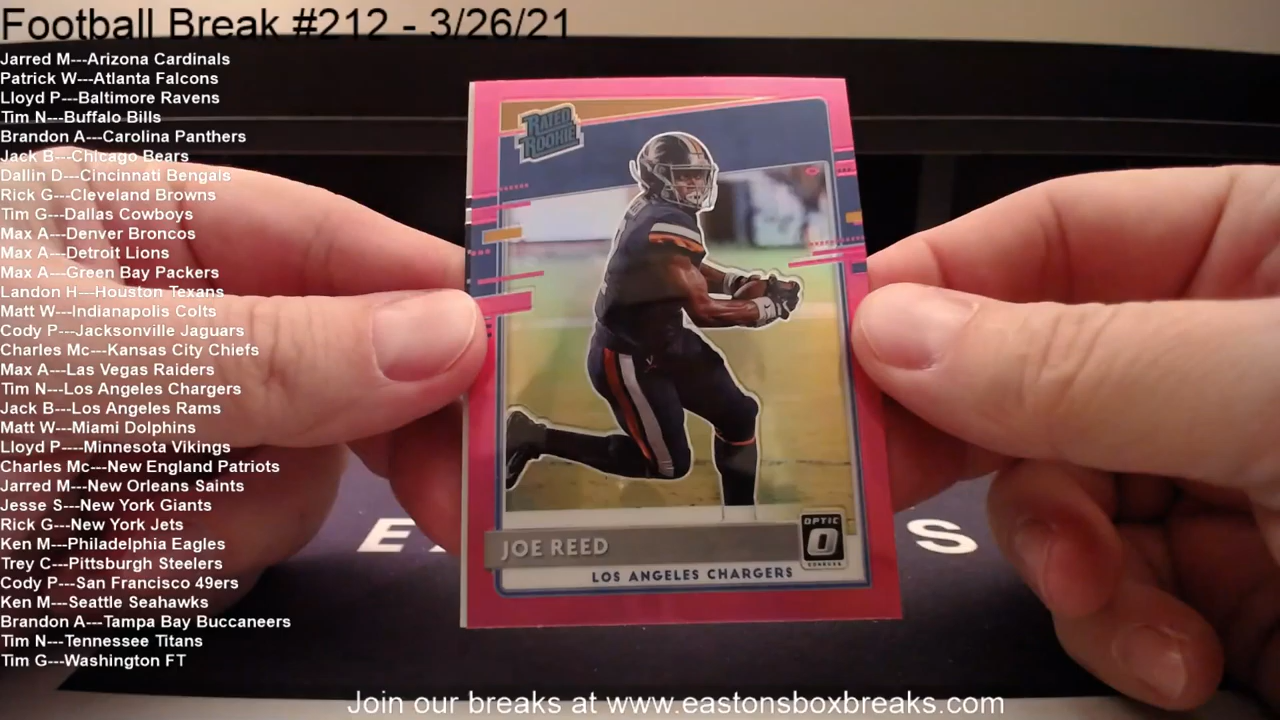 Football Break #212 - 3/26/21
Jarred M---Arizona Cardinals
Patrick W---Atlanta Falcons
Lloyd P---Baltimore Ravens
Tim N---Buffalo Bills
Brandon A---Carolina Panthers
Jack B---Chicago Bears
Dallin D---Cincinnati Bengals
Rick G---Cleveland Browns
Tim G---Dallas Cowboys
Max A---Denver Broncos
Max A---Detroit Lions
Max A---Green Bay Packers
Landon H---Houston Texans
Matt W---Indianapolis Colts
Cody P---Jacksonville Jaguars
Charles Mc---Kansas City Chiefs
Max A---Las Vegas Raiders
Tim N---Los Angeles Chargers
Jack B---Los Angeles Rams
Matt W---Miami Dolphins
Lloyd P----Minnesota Vikings
Charles Mc---New England Patriots
Jarred M---New Orleans Saints
Jesse S---New York Giants
Rick G---New York Jets
Ken M---Philadelphia Eagles
Trey C---Pittsburgh Steelers
Cody P---San Francisco 49ers
Ken M---Seattle Seahawks
Brandon A---Tampa Bay Buccaneers
Tim N---Tennessee Titans
Tim G---Washington FT
RATED
ROOKIE
JOE REED
OPTIC
DONRUSS
LOS ANGELES CHARGERS
Join our breaks at www.eastonsboxbreaks.com